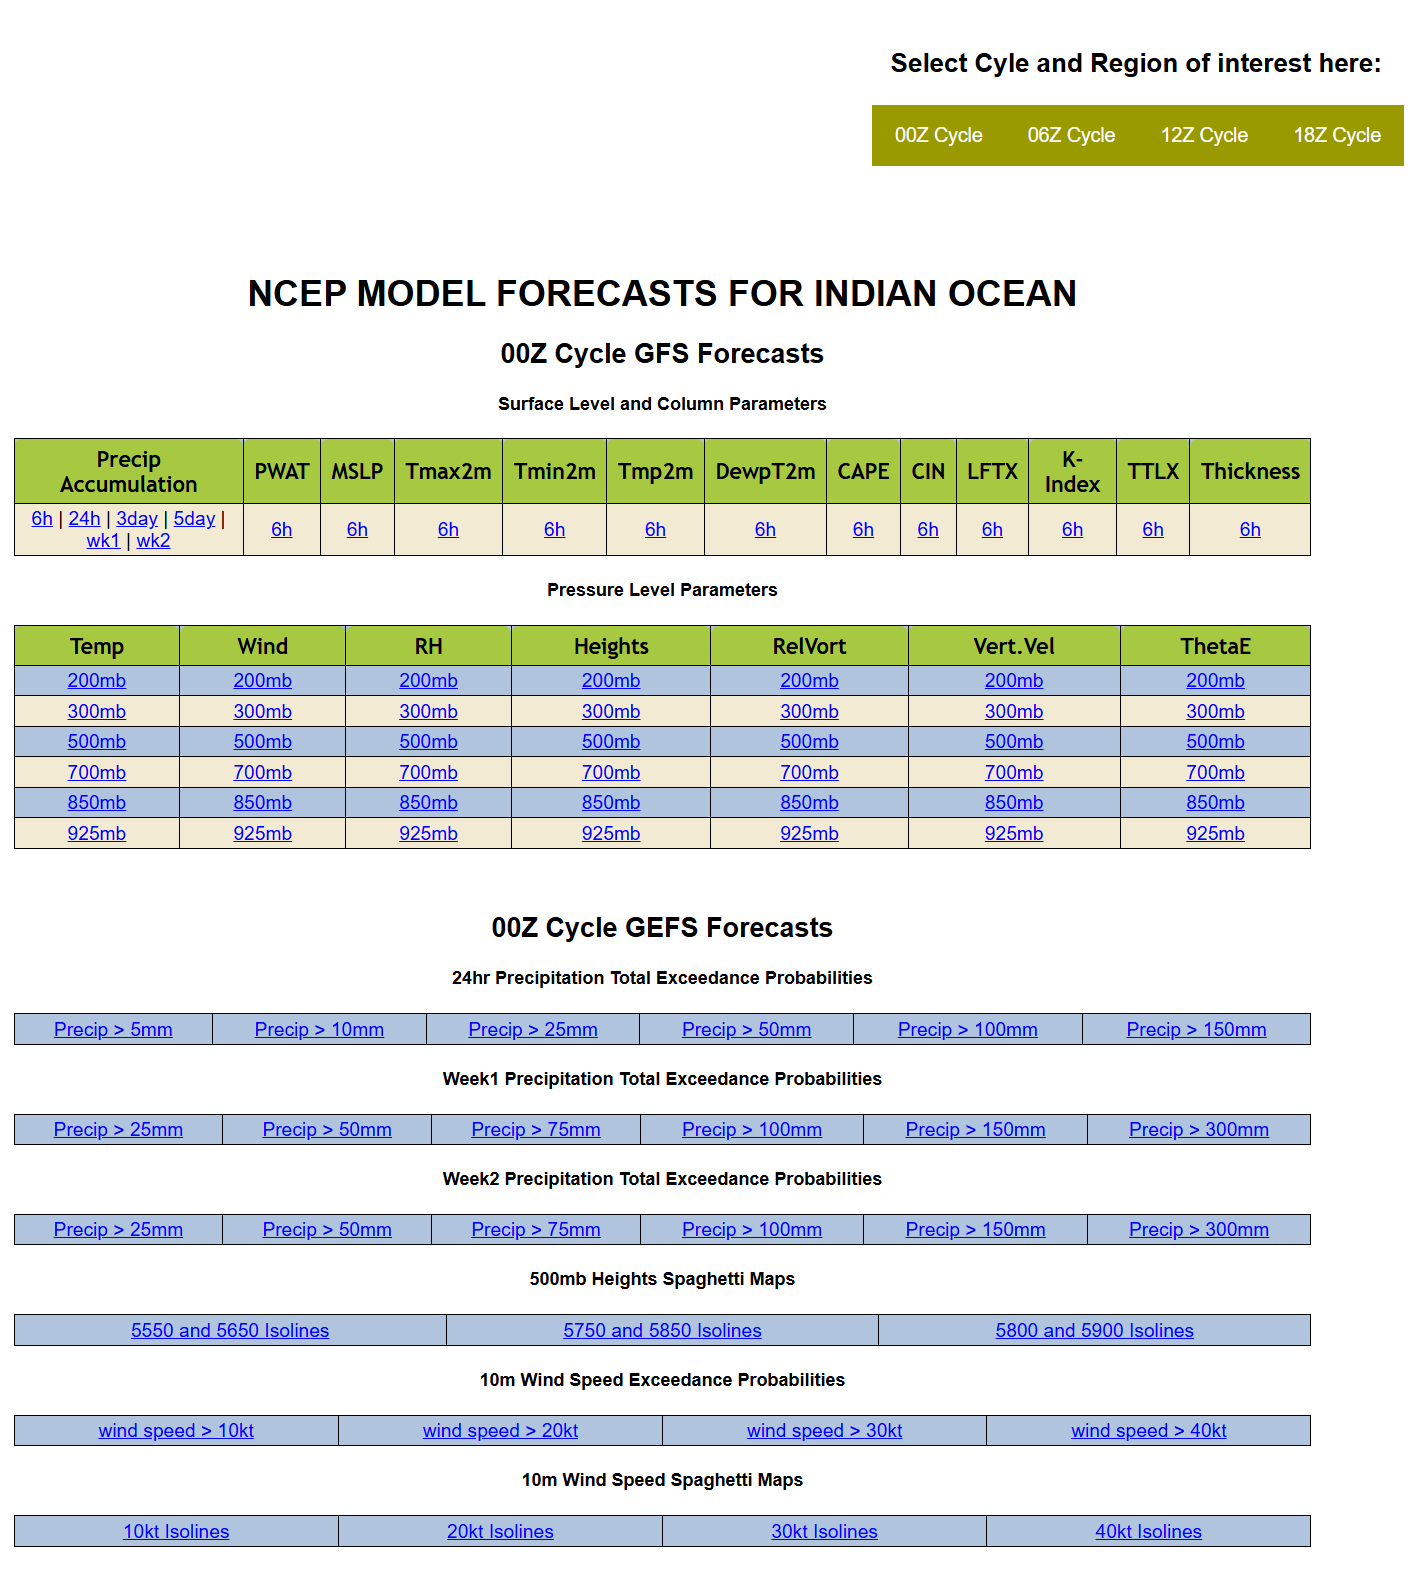 Select Cyle and Region of interest here:
00Z Cycle 06Z Cycle 12Z Cycle 18Z Cycle
NCEP MODEL FORECASTS FOR INDIAN OCEAN
00Z Cycle GFS Forecasts
Surface Level and Column Parameters
Precip Accumulation PWAT MSLP Tmax2m Tmin2m Tmp2m DewpT2m CAPE CIN LFTX K-Index TTLX Thickness
6h | 24h | 3day | 5day | wk1 | wk2 6h 6h 6h 6h 6h 6h 6h 6h 6h 6h 6h 6h
Pressure Level Parameters
Temp Wind RH Heights RelVort Vert.Vel ThetaE
200mb 200mb 200mb 200mb 200mb 200mb 200mb
300mb 300mb 300mb 300mb 300mb 300mb 300mb
500mb 500mb 500mb 500mb 500mb 500mb 500mb
700mb 700mb 700mb 700mb 700mb 700mb 700mb
850mb 850mb 850mb 850mb 850mb 850mb 850mb
925mb 925mb 925mb 925mb 925mb 925mb 925mb
00Z Cycle GEFS Forecasts
24hr Precipitation Total Exceedance Probabilities
Precip > 5mm Precip > 10mm Precip > 25mm Precip > 50mm Precip > 100mm Precip > 150mm
Week1 Precipitation Total Exceedance Probabilities
Precip > 25mm Precip > 50mm Precip > 75mm Precip > 100mm Precip > 150mm Precip > 300mm
Week2 Precipitation Total Exceedance Probabilities
Precip > 25mm Precip > 50mm Precip > 75mm Precip > 100mm Precip > 150mm Precip > 300mm
500mb Heights Spaghetti Maps
5550 and 5650 Isolines 5750 and 5850 Isolines 5800 and 5900 Isolines
10m Wind Speed Exceedance Probabilities
wind speed > 10kt wind speed > 20kt wind speed > 30kt wind speed > 40kt
10m Wind Speed Spaghetti Maps
10kt Isolines 20kt Isolines 30kt Isolines 40kt Isolines